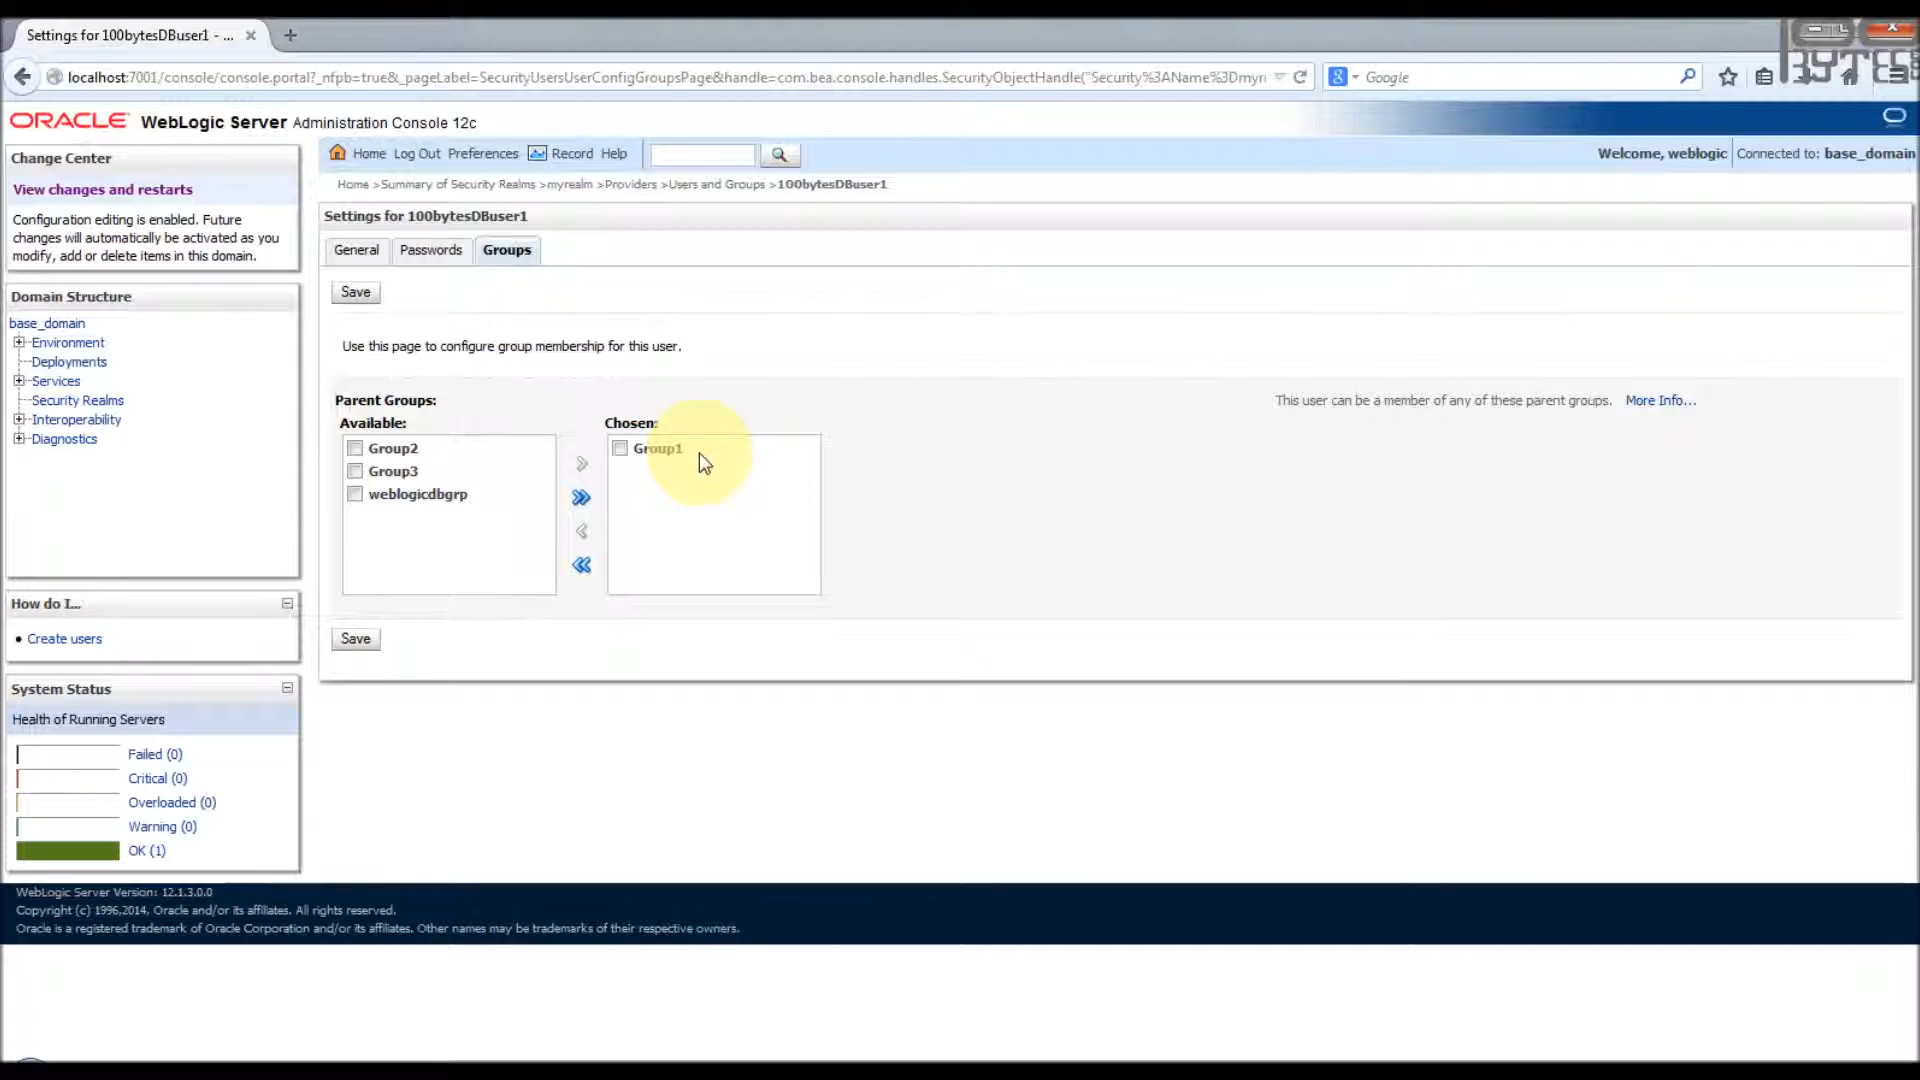 Settings for 100bytesDBuser1 - ...
localhost:7001/console/console.portal?_nfpb=true&_pageLabel=SecurityUsersUserConfigGroupsPage&handle=com.bea.console.handles.SecurityObjectHandle("Security%3AName%3Dmyn
Google
BYTES
ORACLE WebLogic Server Administration Console 12c
Change Center
View changes and restarts
Configuration editing is enabled. Future
changes will automatically be activated as you
modify, add or delete items in this domain.
Domain Structure
base_domain
Environment
Deployments
Services
Security Realms
Interoperability
Diagnostics
How do I...
Create users
System Status
Health of Running Servers
Failed (0)
Critical (0)
Overloaded (0)
Warning (0)
OK (1)
Home Log Out Preferences Record Help
Welcome, weblogic Connected to: base_domain
Home >Summary of Security Realms >myrealm >Providers >Users and Groups >100bytesDBuser1
Settings for 100bytesDBuser1
General Passwords Groups
Save
Use this page to configure group membership for this user.
Parent Groups:
Available:
Group2
Group3
weblogicdbgrp
Chosen:
Group1
This user can be a member of any of these parent groups. More Info...
Save
WebLogic Server Version: 12.1.3.0.0
Copyright (c) 1996,2014, Oracle and/or its affiliates. All rights reserved.
Oracle is a registered trademark of Oracle Corporation and/or its affiliates. Other names may be trademarks of their respective owners.